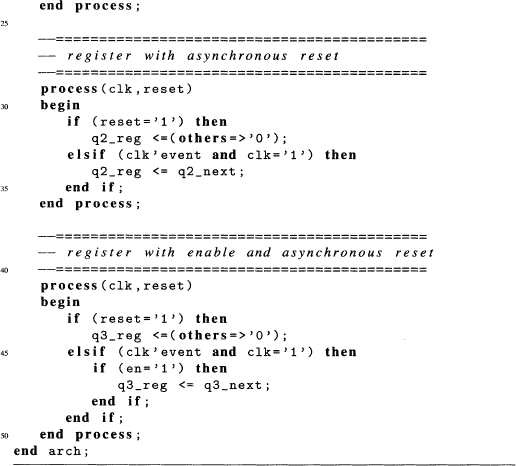 end process;
25
--===========================================
-- register with asynchronous reset
--===========================================
process(clk,reset)
30 begin
if (reset='1') then
q2_reg <=(others=>'0');
elsif (clk'event and clk='1') then
q2_reg <= q2_next;
35 end if;
end process;
--===========================================
-- register with enable and asynchronous reset
40 --===========================================
process(clk,reset)
begin
if (reset='1') then
q3_reg <=(others=>'0');
45 elsif (clk'event and clk='1') then
if (en='1') then
q3_reg <= q3_next;
end if;
end if;
50 end process;
end arch;